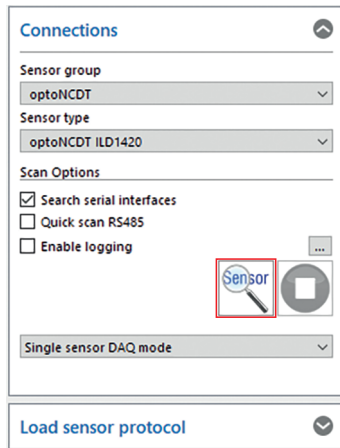 Connections
Sensor group
optoNCDT
Sensor type
optoNCDT ILD1420
Scan Options
Search serial interfaces
Quick scan RS485
Enable logging
...
Sensor
Single sensor DAQ mode
Load sensor protocol